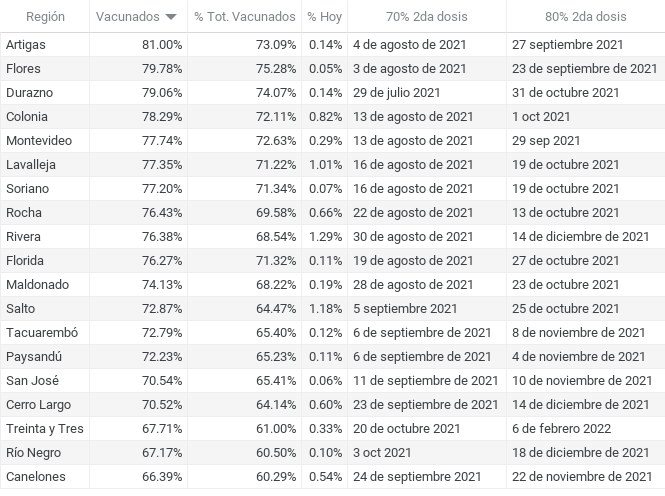 Región Vacunados % Tot. Vacunados % Hoy 70% 2da dosis 80% 2da dosis
Artigas 81.00% 73.09% 0.14% 4 de agosto de 2021 27 septiembre 2021
Flores 79.78% 75.28% 0.05% 3 de agosto de 2021 23 de septiembre de 2021
Durazno 79.06% 74.07% 0.14% 29 de julio 2021 31 de octubre 2021
Colonia 78.29% 72.11% 0.82% 13 de agosto de 2021 1 oct 2021
Montevideo 77.74% 72.63% 0.29% 13 de agosto de 2021 29 sep 2021
Lavalleja 77.35% 71.22% 1.01% 16 de agosto de 2021 19 de octubre 2021
Soriano 77.20% 71.34% 0.07% 16 de agosto de 2021 19 de octubre 2021
Rocha 76.43% 69.58% 0.66% 22 de agosto de 2021 13 de octubre 2021
Rivera 76.38% 68.54% 1.29% 30 de agosto de 2021 14 de diciembre de 2021
Florida 76.27% 71.32% 0.11% 19 de agosto de 2021 27 de octubre 2021
Maldonado 74.13% 68.22% 0.19% 28 de agosto de 2021 23 de octubre 2021
Salto 72.87% 64.47% 1.18% 5 septiembre 2021 25 de octubre 2021
Tacuarembó 72.79% 65.40% 0.12% 6 de septiembre de 2021 8 de noviembre de 2021
Paysandú 72.23% 65.23% 0.11% 6 de septiembre de 2021 4 de noviembre de 2021
San José 70.54% 65.41% 0.06% 11 de septiembre de 2021 10 de noviembre de 2021
Cerro Largo 70.52% 64.14% 0.60% 23 de septiembre de 2021 14 de diciembre de 2021
Treinta y Tres 67.71% 61.00% 0.33% 20 de octubre 2021 6 de febrero 2022
Río Negro 67.17% 60.50% 0.10% 3 oct 2021 18 de diciembre de 2021
Canelones 66.39% 60.29% 0.54% 24 de septiembre 2021 22 de noviembre de 2021